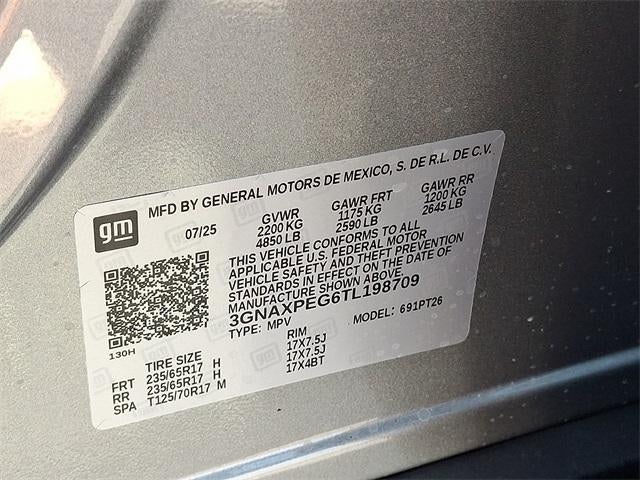 MFD BY GENERAL MOTORS DE MEXICO, S. DE R.L. DE C.V.
gm
07/25
GVWR GAWR FRT GAWR RR
2200 KG 1175 KG 1200 KG
4850 LB 2590 LB 2645 LB
THIS VEHICLE CONFORMS TO ALL
APPLICABLE U.S. FEDERAL MOTOR
VEHICLE SAFETY AND THEFT PREVENTION
STANDARDS IN EFFECT ON THE DATE OF
MANUFACTURE SHOWN ABOVE.
3GNAXPEG6TL198709
TYPE: MPV MODEL: 691PT26
130H
TIRE SIZE RIM
FRT 235/65R17 H 17X7.5J
RR 235/65R17 H 17X7.5J
SPA T125/70R17 M 17X4BT